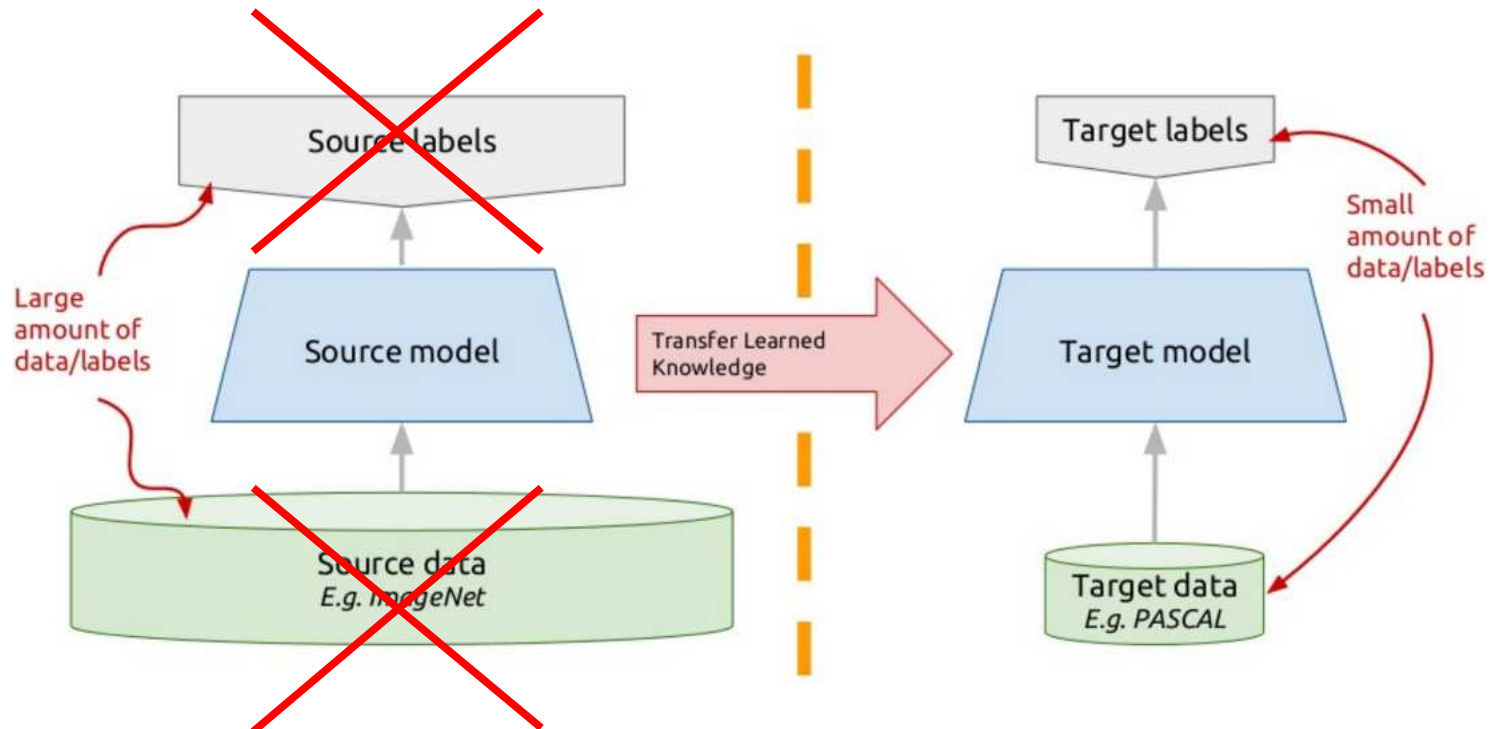 Source labels
Target labels
Large
amount of
data/labels
Small
amount of
data/labels
Source model
Transfer Learned
Knowledge
Target model
Source data
E.g. ImageNet
Target data
E.g. PASCAL